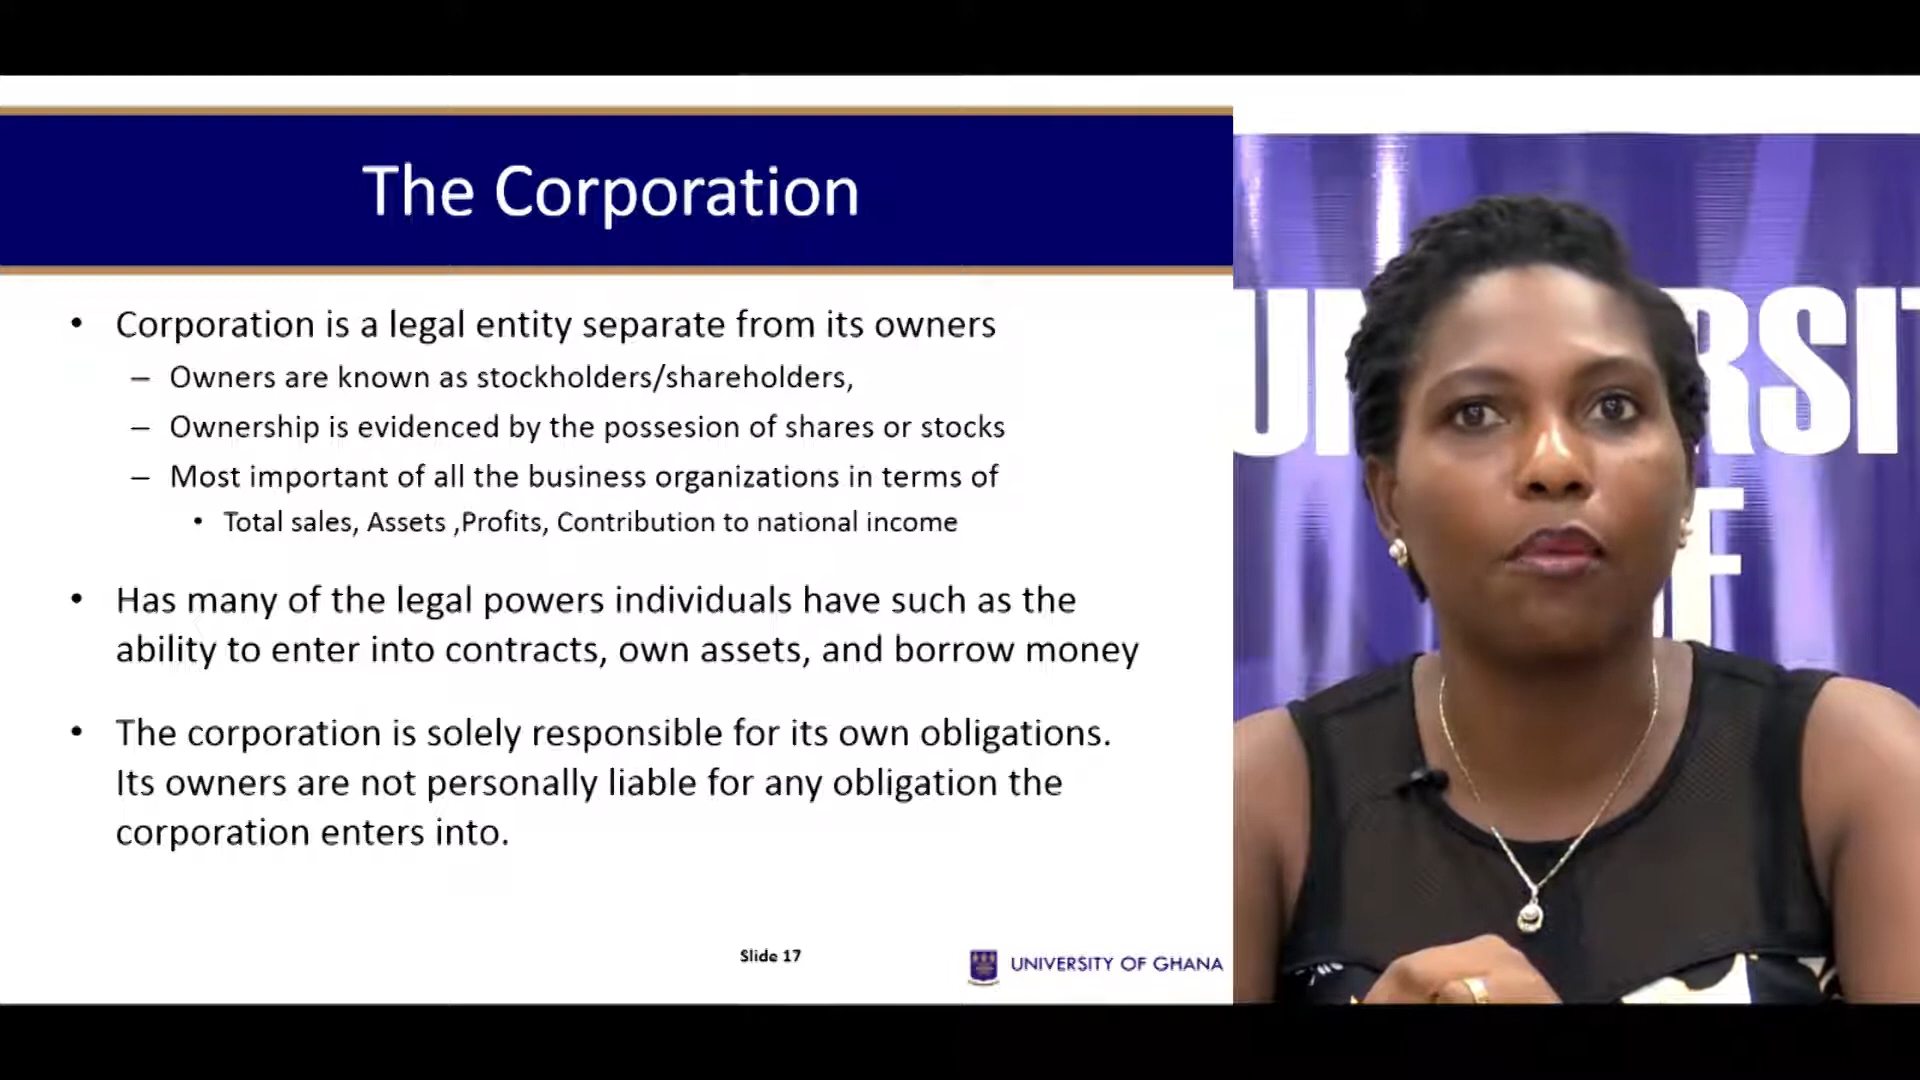 The Corporation
• Corporation is a legal entity separate from its owners
– Owners are known as stockholders/shareholders,
– Ownership is evidenced by the possesion of shares or stocks
– Most important of all the business organizations in terms of
• Total sales, Assets ,Profits, Contribution to national income
• Has many of the legal powers individuals have such as the
ability to enter into contracts, own assets, and borrow money
• The corporation is solely responsible for its own obligations.
Its owners are not personally liable for any obligation the
corporation enters into.
Slide 17
UNIVERSITY OF GHANA